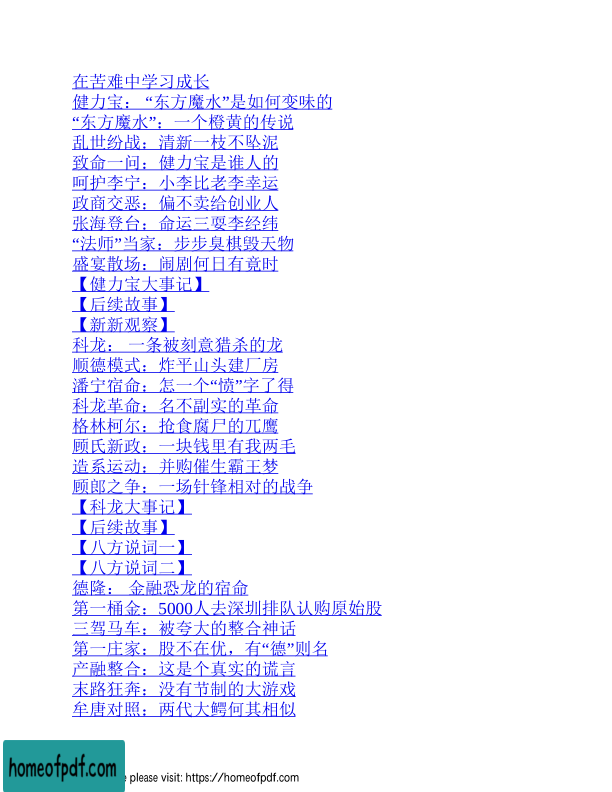 在苦难中学习成长
健力宝： “东方魔水”是如何变味的
“东方魔水”：一个橙黄的传说
乱世纷战：清新一枝不坠泥
致命一问：健力宝是谁人的
呵护李宁：小李比老李幸运
政商交恶：偏不卖给创业人
张海登台：命运三耍李经纬
“法师”当家：步步臭棋毁天物
盛宴散场：闹剧何日有竟时
【健力宝大事记】
【后续故事】
【新新观察】
科龙： 一条被刻意猎杀的龙
顺德模式：炸平山头建厂房
潘宁宿命：怎一个“愤”字了得
科龙革命：名不副实的革命
格林柯尔：抢食腐尸的兀鹰
顾氏新政：一块钱里有我两毛
造系运动：并购催生霸王梦
顾郎之争：一场针锋相对的战争
【科龙大事记】
【后续故事】
【八方说词一】
【八方说词二】
德隆： 金融恐龙的宿命
第一桶金：5000人去深圳排队认购原始股
三驾马车：被夸大的整合神话
第一庄家：股不在优，有“德”则名
产融整合：这是个真实的谎言
末路狂奔：没有节制的大游戏
牟唐对照：两代大鳄何其相似
homeofpdf.com
e please visit: https://homeofpdf.com